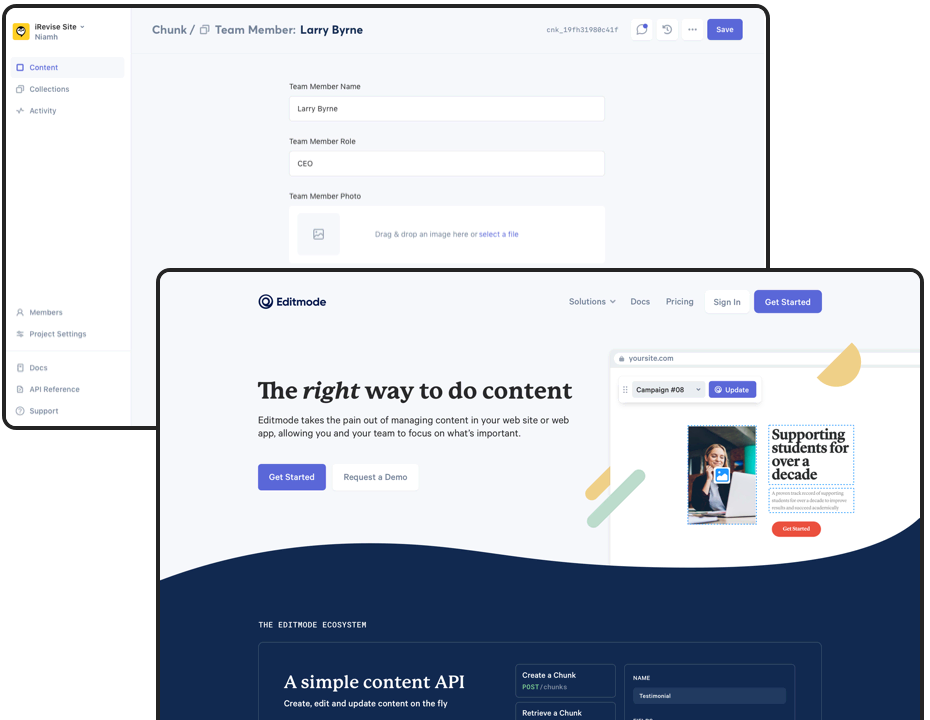 iRevise Site
Niamh
Content
Collections
Activity
Members
Project Settings
Docs
API Reference
Support
Chunk / Team Member: Larry Byrne
cnk_19fh31980c41f
Save
Team Member Name
Larry Byrne
Team Member Role
CEO
Team Member Photo
Drag & drop an image here or select a file
Editmode
Solutions Docs Pricing Sign In Get Started
The right way to do content
Editmode takes the pain out of managing content in your web site or web
app, allowing you and your team to focus on what's important.
Get Started Request a Demo
yoursite.com
Campaign #08 Update
Supporting
students for
over a
decade
A proven track record of supporting
students for over a decade to improve
results and succeed academically
Get Started
THE EDITMODE ECOSYSTEM
A simple content API
Create, edit and update content on the fly
Create a Chunk
POST/chunks
Retrieve a Chunk
NAME
Testimonial